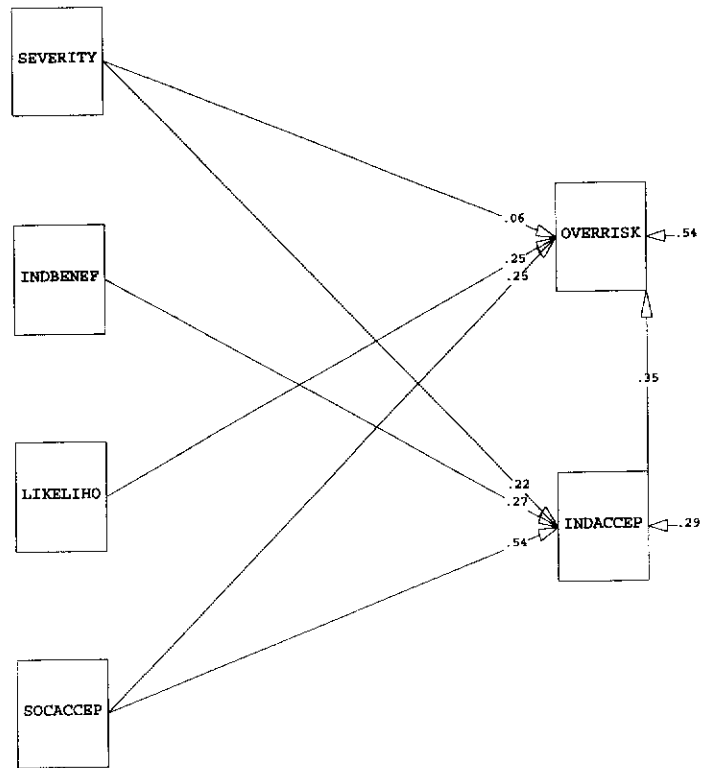 SEVERITY
.06
OVERRISK
.54
.25
.25
INDBENEF
.35
LIKELIHO
.22
.27
INDACCEP
.29
.54
SOCACCEP